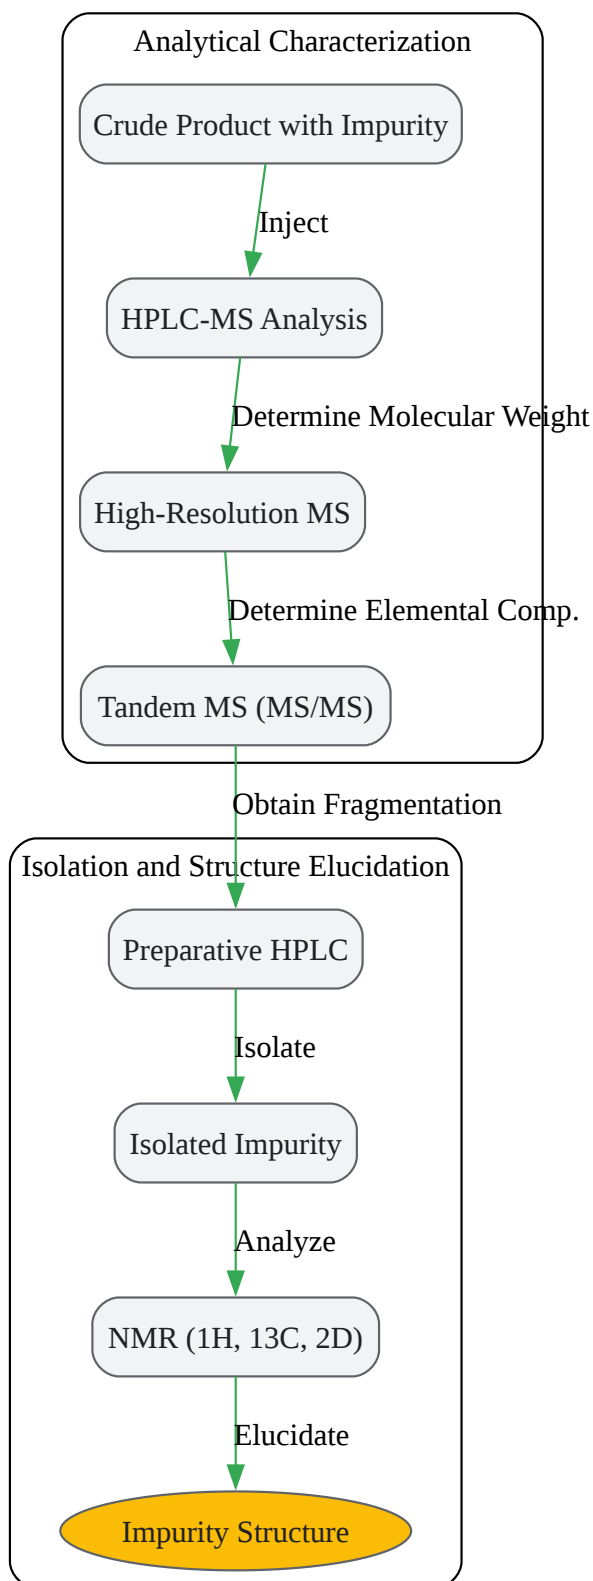 Analytical Characterization
Crude Product with Impurity
Inject
HPLC-MS Analysis
Determine Molecular Weight
High-Resolution MS
Determine Elemental Comp.
Tandem MS (MS/MS)
Obtain Fragmentation
Isolation and Structure Elucidation
Preparative HPLC
Isolate
Isolated Impurity
Analyze
NMR (1H, 13C, 2D)
Elucidate
Impurity Structure